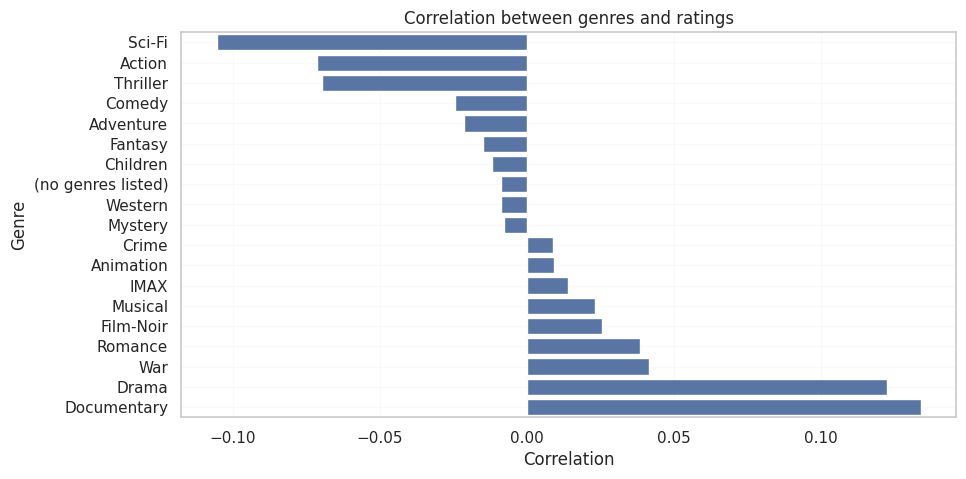 Correlation between genres and ratings
Genre
Sci-Fi
Action
Thriller
Comedy
Adventure
Fantasy
Children
(no genres listed)
Western
Mystery
Crime
Animation
IMAX
Musical
Film-Noir
Romance
War
Drama
Documentary
−0.10 −0.05 0.00 0.05 0.10
Correlation